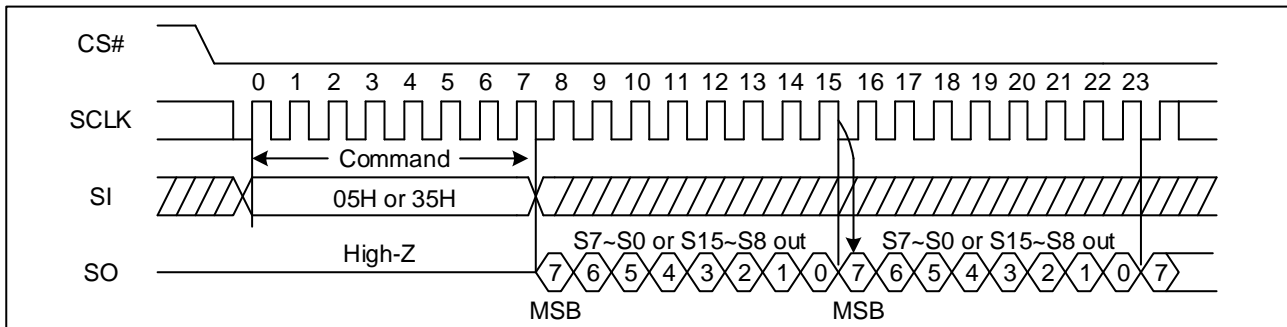 CS#
0 1 2 3 4 5 6 7 8 9 10 11 12 13 14 15 16 17 18 19 20 21 22 23
SCLK
Command
SI
05H or 35H
High-Z
S7~S0 or S15~S8 out S7~S0 or S15~S8 out
SO
7 6 5 4 3 2 1 0 7 6 5 4 3 2 1 0 7
MSB MSB